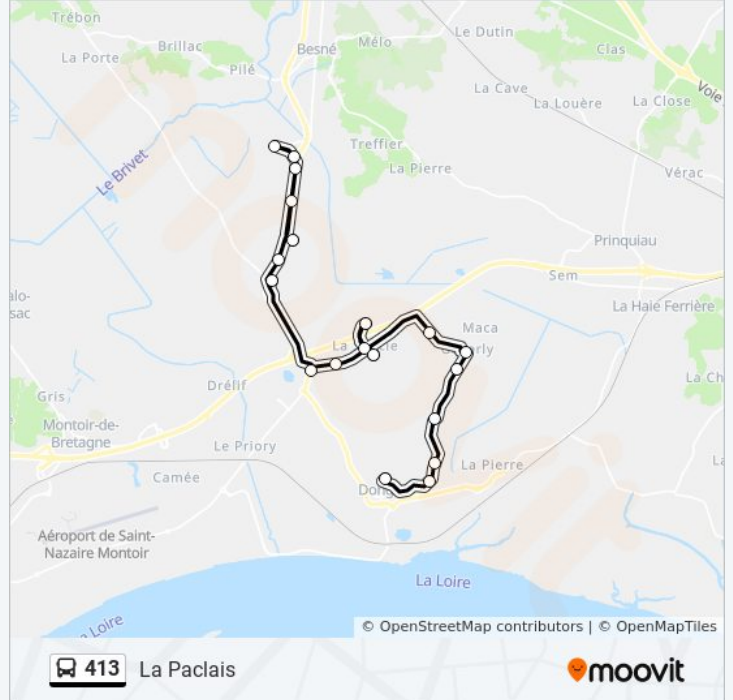 Trébon
La Porte
Brillac
Pilé
Besné
Mélo
Le Dutin
Clas
La Cave
La Louère
La Close
Voie
Le Brivet
Treffier
La Pierre
Vérac
Prinquiau
Sem
La Haie Ferrière
Maca
La
Drélif
Gris
Montoir-de-
Bretagne
Le Priory
Camée
La Pierre
Aéroport de Saint-
Nazaire Montoir
La Loire
La Loire
© OpenStreetMap contributors | © OpenMapTiles
413 La Paclais
moovit